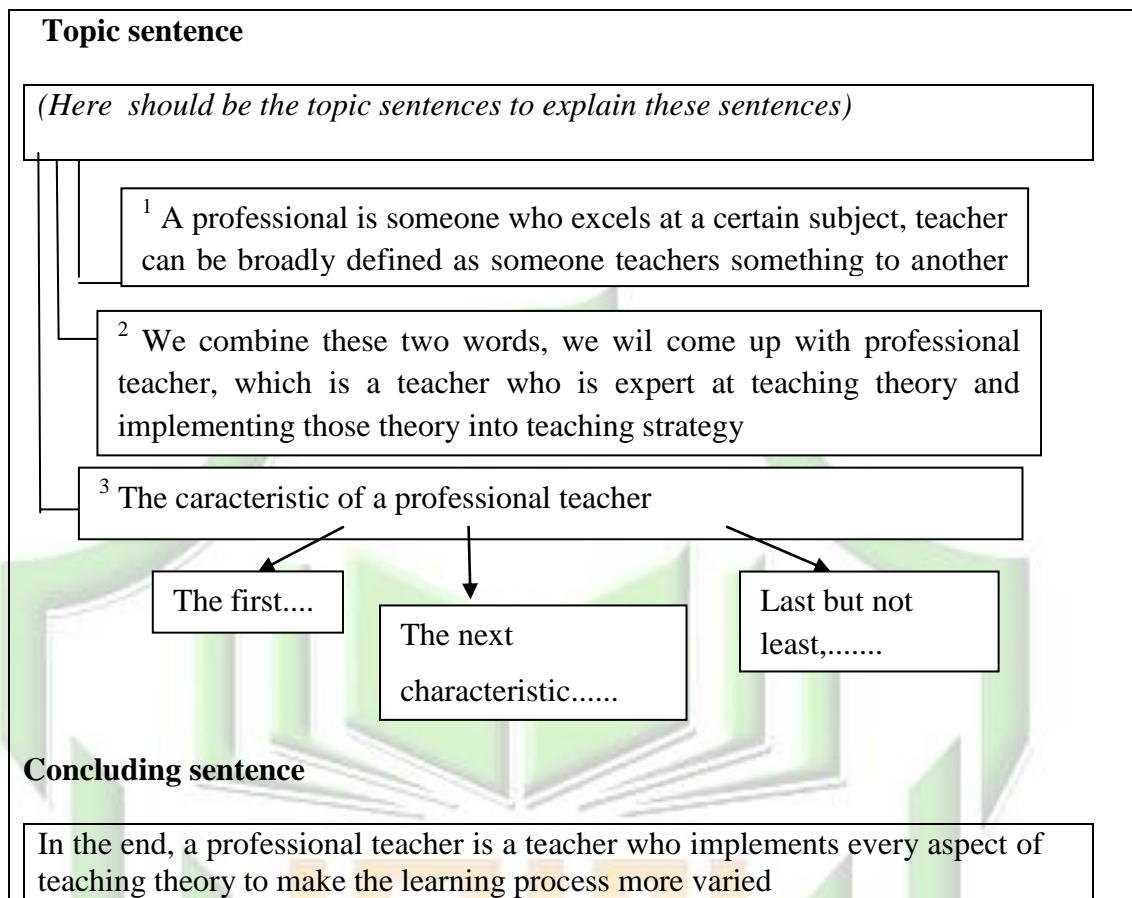 Topic sentence
(Here should be the topic sentences to explain these sentences)
1 A professional is someone who excels at a certain subject, teacher
can be broadly defined as someone teachers something to another
2 We combine these two words, we wil come up with professional
teacher, which is a teacher who is expert at teaching theory and
implementing those theory into teaching strategy
3 The caracteristic of a professional teacher
The first....
The next
characteristic......
Last but not
least,.......
Concluding sentence
In the end, a professional teacher is a teacher who implements every aspect of
teaching theory to make the learning process more varied